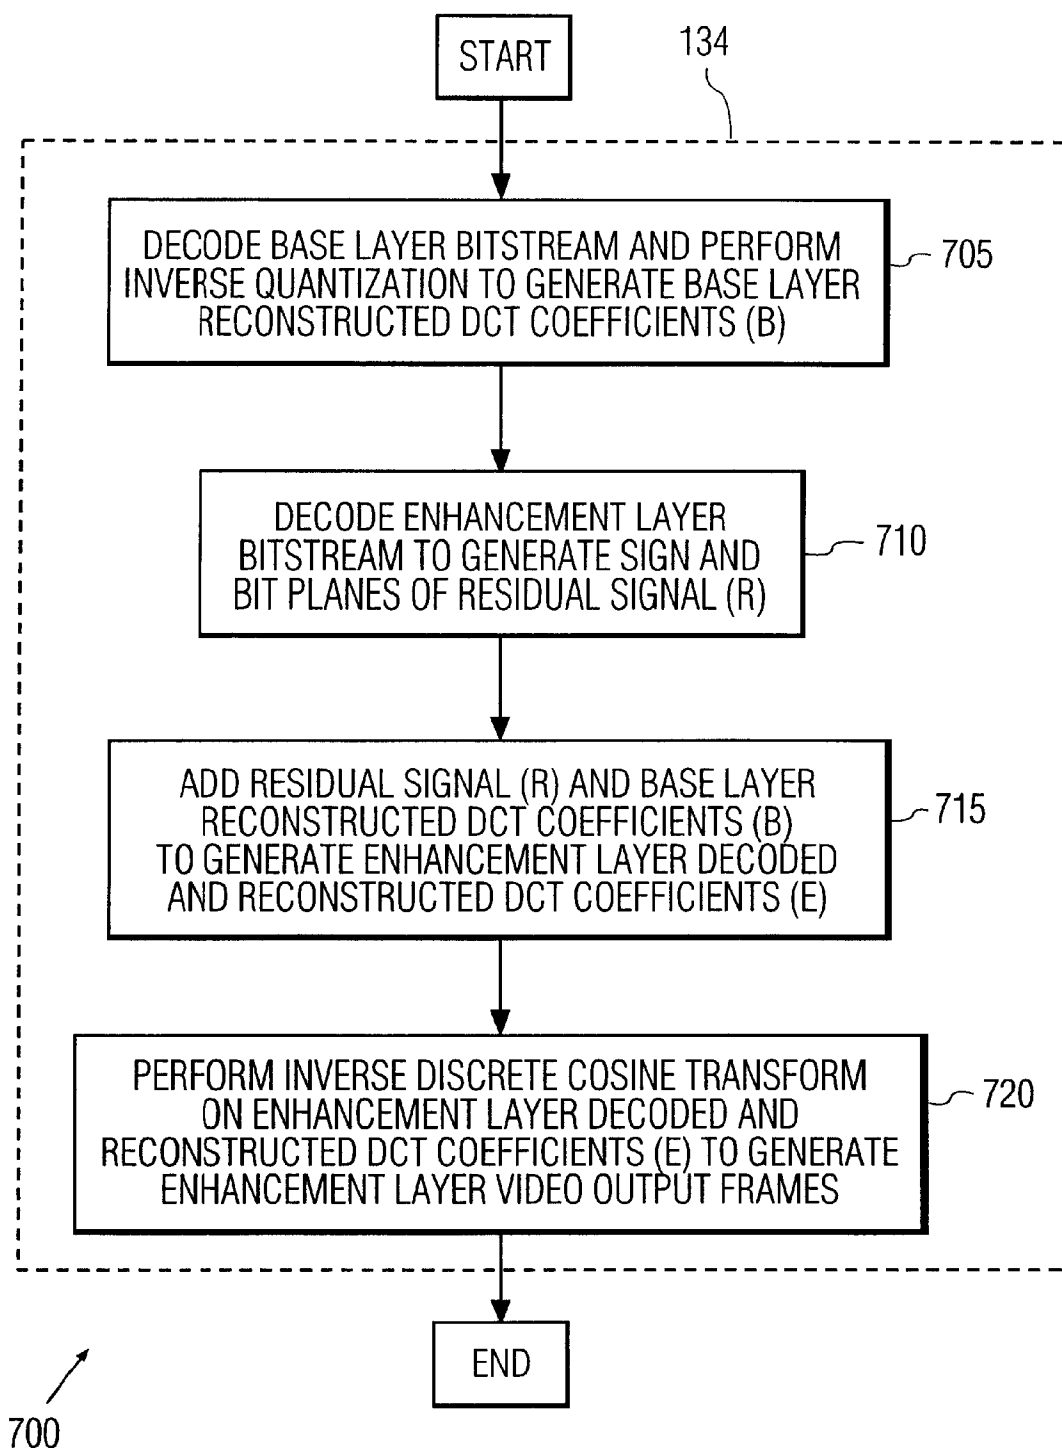 START
134
DECODE BASE LAYER BITSTREAM AND PERFORM
INVERSE QUANTIZATION TO GENERATE BASE LAYER
RECONSTRUCTED DCT COEFFICIENTS (B)
705
DECODE ENHANCEMENT LAYER
BITSTREAM TO GENERATE SIGN AND
BIT PLANES OF RESIDUAL SIGNAL (R)
710
ADD RESIDUAL SIGNAL (R) AND BASE LAYER
RECONSTRUCTED DCT COEFFICIENTS (B)
TO GENERATE ENHANCEMENT LAYER DECODED
AND RECONSTRUCTED DCT COEFFICIENTS (E)
715
PERFORM INVERSE DISCRETE COSINE TRANSFORM
ON ENHANCEMENT LAYER DECODED AND
RECONSTRUCTED DCT COEFFICIENTS (E) TO GENERATE
ENHANCEMENT LAYER VIDEO OUTPUT FRAMES
720
END
700